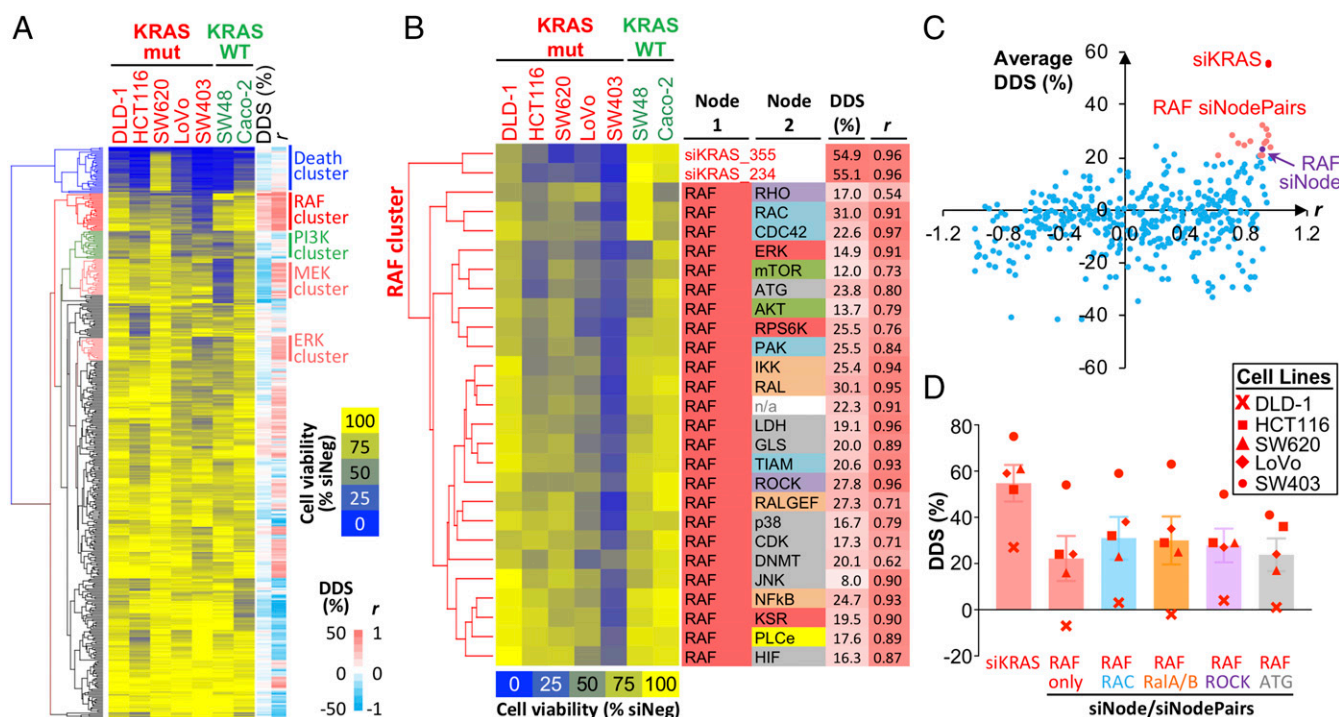 A
KRAS mut
KRAS WT
DLD-1
HCT116
SW620
LoVo
SW403
SW48
Caco-2
DDS (%)
r
Death cluster
RAF cluster
PI3K cluster
MEK cluster
ERK cluster
Cell viability (% siNeg)
100
75
50
25
0
DDS (%)
r
50 1
0 0
-50 -1
B
KRAS mut
KRAS WT
DLD-1
HCT116
SW620
LoVo
SW403
SW48
Caco-2
Node 1
Node 2
DDS (%)
r
RAF cluster
siKRAS_355 54.9 0.96
siKRAS_234 55.1 0.96
RAF RHO 17.0 0.54
RAF RAC 31.0 0.91
RAF CDC42 22.6 0.97
RAF ERK 14.9 0.91
RAF mTOR 12.0 0.73
RAF ATG 23.8 0.80
RAF AKT 13.7 0.79
RAF RPS6K 25.5 0.76
RAF PAK 25.5 0.84
RAF IKK 25.4 0.94
RAF RAL 30.1 0.95
RAF n/a 22.3 0.91
RAF LDH 19.1 0.96
RAF GLS 20.0 0.89
RAF TIAM 20.6 0.93
RAF ROCK 27.8 0.96
RAF RALGEF 27.3 0.71
RAF p38 16.7 0.79
RAF CDK 17.3 0.71
RAF DNMT 20.1 0.62
RAF JNK 8.0 0.90
RAF NFkB 24.7 0.93
RAF KSR 19.5 0.90
RAF PLCe 17.6 0.89
RAF HIF 16.3 0.87
0 25 50 75 100
Cell viability (% siNeg)
C
Average DDS (%)
60
40
20
0
-20
-40
-60
-1.2 -0.6 0.0 0.6 1.2
r
siKRAS
RAF siNodePairs
RAF siNode
D
Cell Lines
DLD-1
HCT116
SW620
LoVo
SW403
DDS (%)
80
60
40
20
0
-20
siKRAS
RAF only
RAF RAC
RAF RalA/B
RAF ROCK
RAF ATG
siNode/siNodePairs